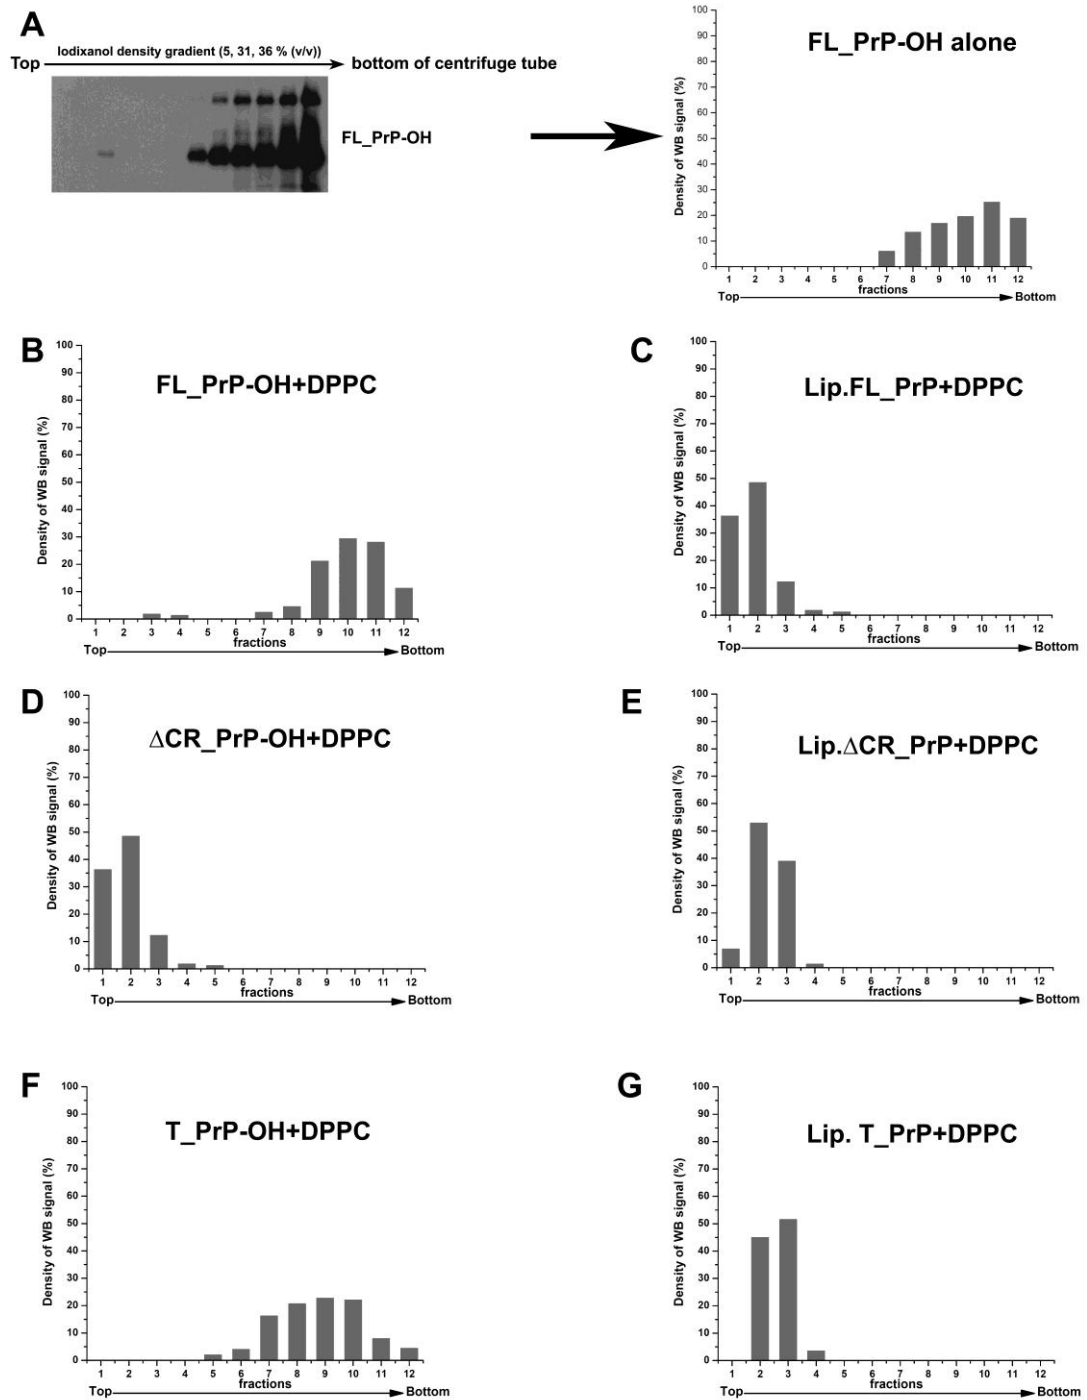 A
Iodixanol density gradient (5, 31, 36 % (v/v))
Top bottom of centrifuge tube
FL_PrP-OH
FL_PrP-OH alone
Density of WB signal (%)
100
90
80
70
60
50
40
30
20
10
0
1 2 3 4 5 6 7 8 9 10 11 12
fractions
Top Bottom
B
FL_PrP-OH+DPPC
Density of WB signal (%)
100
90
80
70
60
50
40
30
20
10
0
1 2 3 4 5 6 7 8 9 10 11 12
fractions
Top Bottom
C
Lip.FL_PrP+DPPC
Density of WB signal (%)
100
90
80
70
60
50
40
30
20
10
0
1 2 3 4 5 6 7 8 9 10 11 12
fractions
Top Bottom
D
ΔCR_PrP-OH+DPPC
Density of WB signal (%)
100
90
80
70
60
50
40
30
20
10
0
1 2 3 4 5 6 7 8 9 10 11 12
fractions
Top Bottom
E
Lip.ΔCR_PrP+DPPC
Density of WB signal (%)
100
90
80
70
60
50
40
30
20
10
0
1 2 3 4 5 6 7 8 9 10 11 12
fractions
Top Bottom
F
T_PrP-OH+DPPC
Density of WB signal (%)
100
90
80
70
60
50
40
30
20
10
0
1 2 3 4 5 6 7 8 9 10 11 12
fractions
Top Bottom
G
Lip. T_PrP+DPPC
Density of WB signal (%)
100
90
80
70
60
50
40
30
20
10
0
1 2 3 4 5 6 7 8 9 10 11 12
fractions
Top Bottom